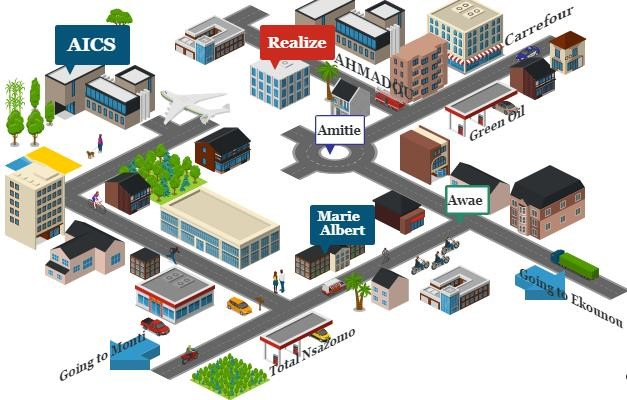 AICS
Realize
AHMADOU
Carrefour
Green Oil
Amitie
Awae
Marie
Albert
Going to Ekounou
Going to Monti
Total Nsazomo